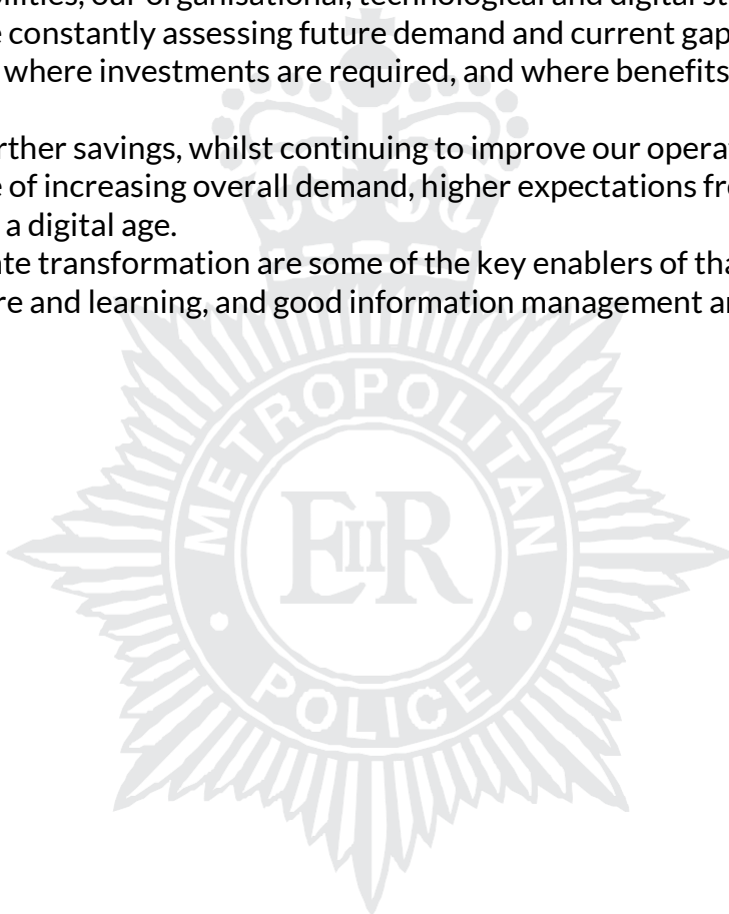 our organisational, technological and digital
constantly assessing future demand and current
where investments are required, and where benefits
savings, whilst continuing to improve our
of increasing overall demand, higher expectations
a digital age.
transformation are some of the key enablers of
and learning, and good information management
METROPOLITAN
EIIR
POLICE